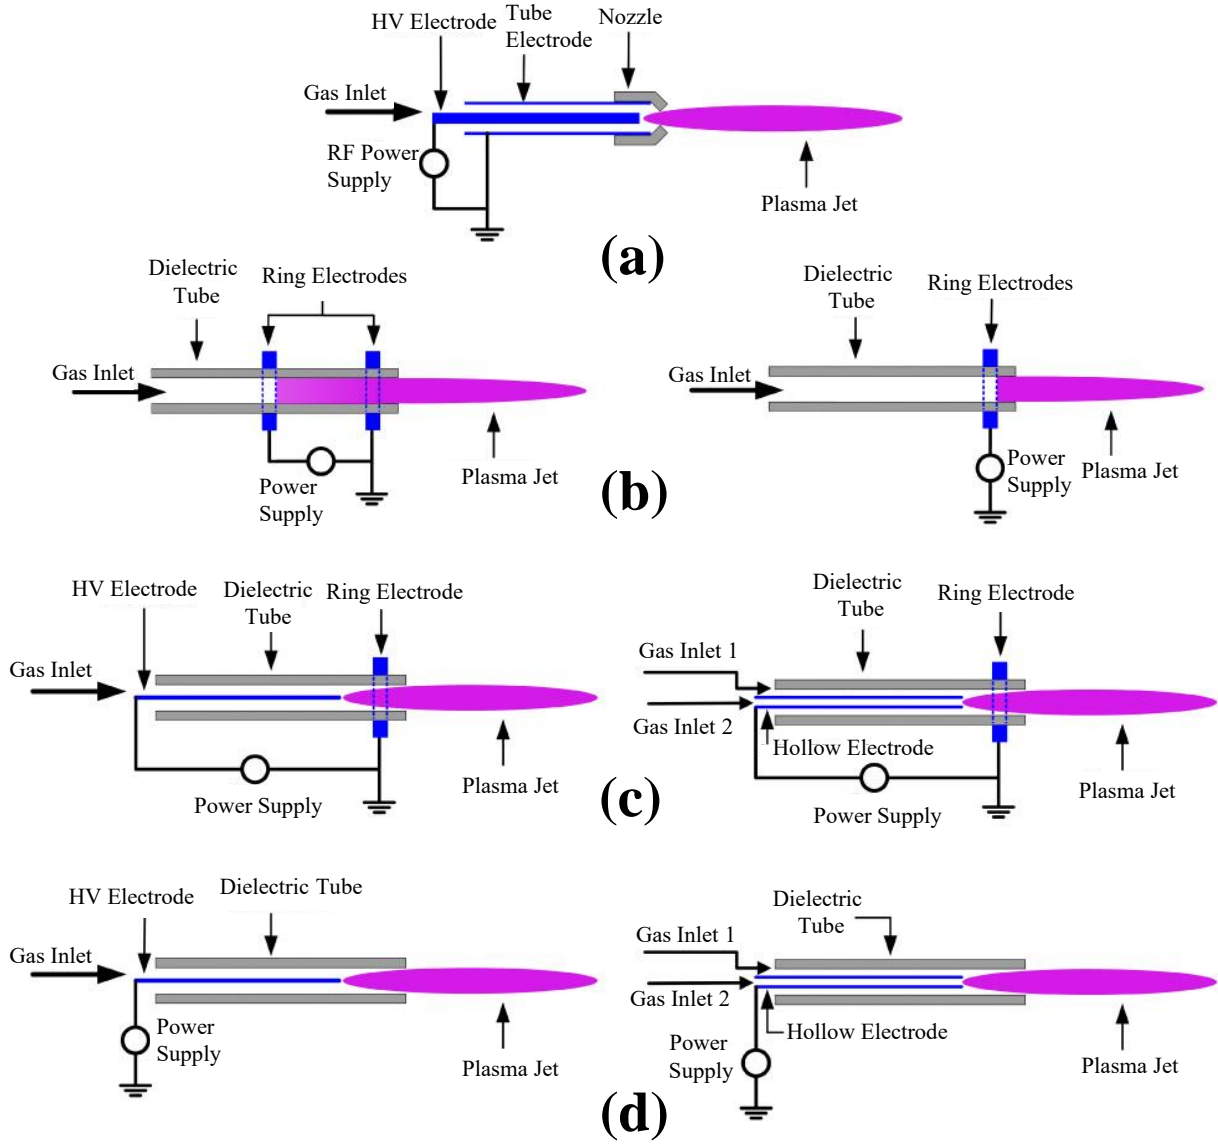 HV Electrode
Tube
Electrode
Nozzle
Gas Inlet
RF Power
Supply
Plasma Jet
(a)
Dielectric
Tube
Ring Electrodes
Gas Inlet
Power
Supply
Plasma Jet
Dielectric
Tube
Ring Electrodes
Gas Inlet
Power
Supply
Plasma Jet
(b)
HV Electrode
Dielectric
Tube
Ring Electrode
Gas Inlet
Power Supply
Plasma Jet
Dielectric
Tube
Ring Electrode
Gas Inlet 1
Gas Inlet 2
Hollow Electrode
Power Supply
Plasma Jet
(c)
HV Electrode
Dielectric Tube
Gas Inlet
Power
Supply
Plasma Jet
Dielectric
Tube
Gas Inlet 1
Gas Inlet 2
Hollow Electrode
Power
Supply
Plasma Jet
(d)